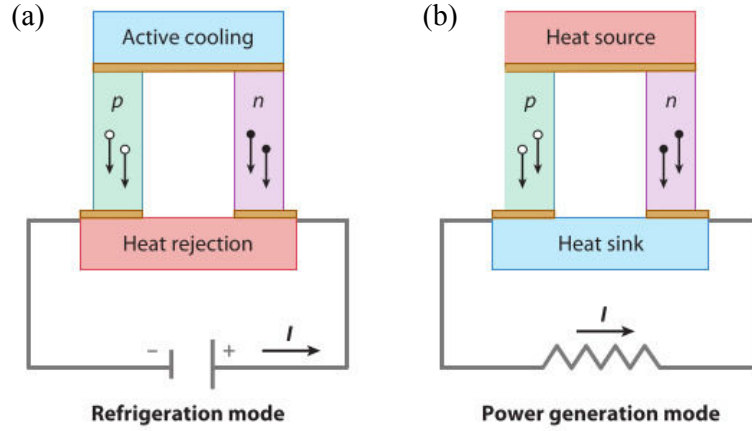 (a)
Active cooling
p
n
Heat rejection
−
+
I
Refrigeration mode
(b)
Heat source
p
n
Heat sink
I
Power generation mode